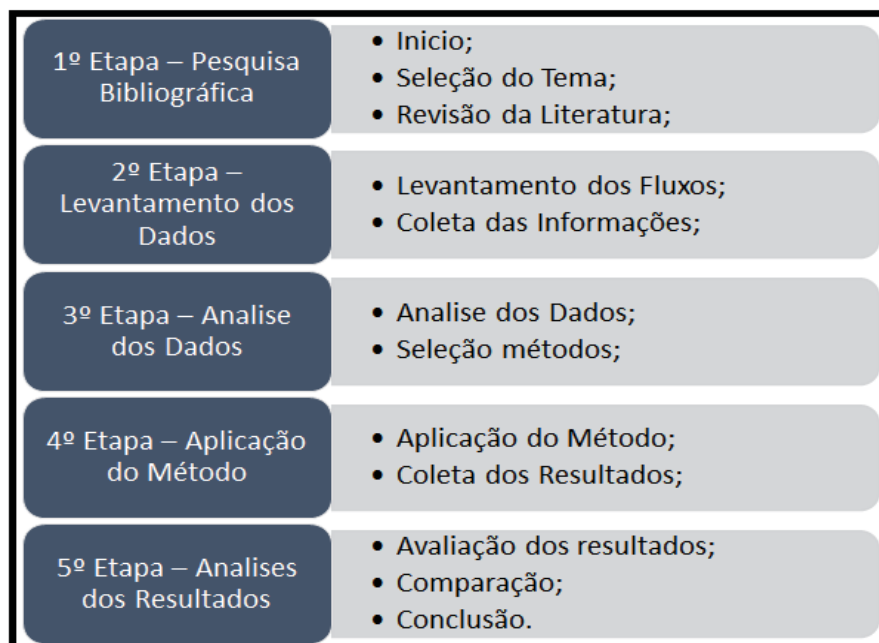 1º Etapa – Pesquisa
Bibliográfica
• Inicio;
• Seleção do Tema;
• Revisão da Literatura;
2º Etapa –
Levantamento dos
Dados
• Levantamento dos Fluxos;
• Coleta das Informações;
3º Etapa – Analise
dos Dados
• Analise dos Dados;
• Seleção métodos;
4º Etapa – Aplicação
do Método
• Aplicação do Método;
• Coleta dos Resultados;
5º Etapa – Analises
dos Resultados
• Avaliação dos resultados;
• Comparação;
• Conclusão.